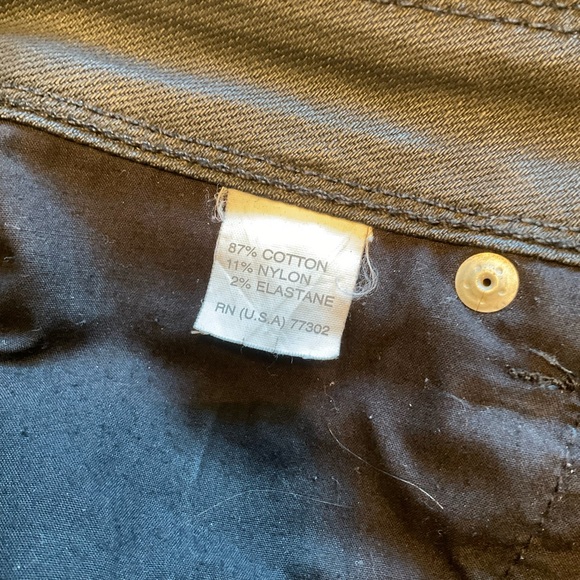 87% COTTON
11% NYLON
2% ELASTANE
RN (U.S.A) 77302